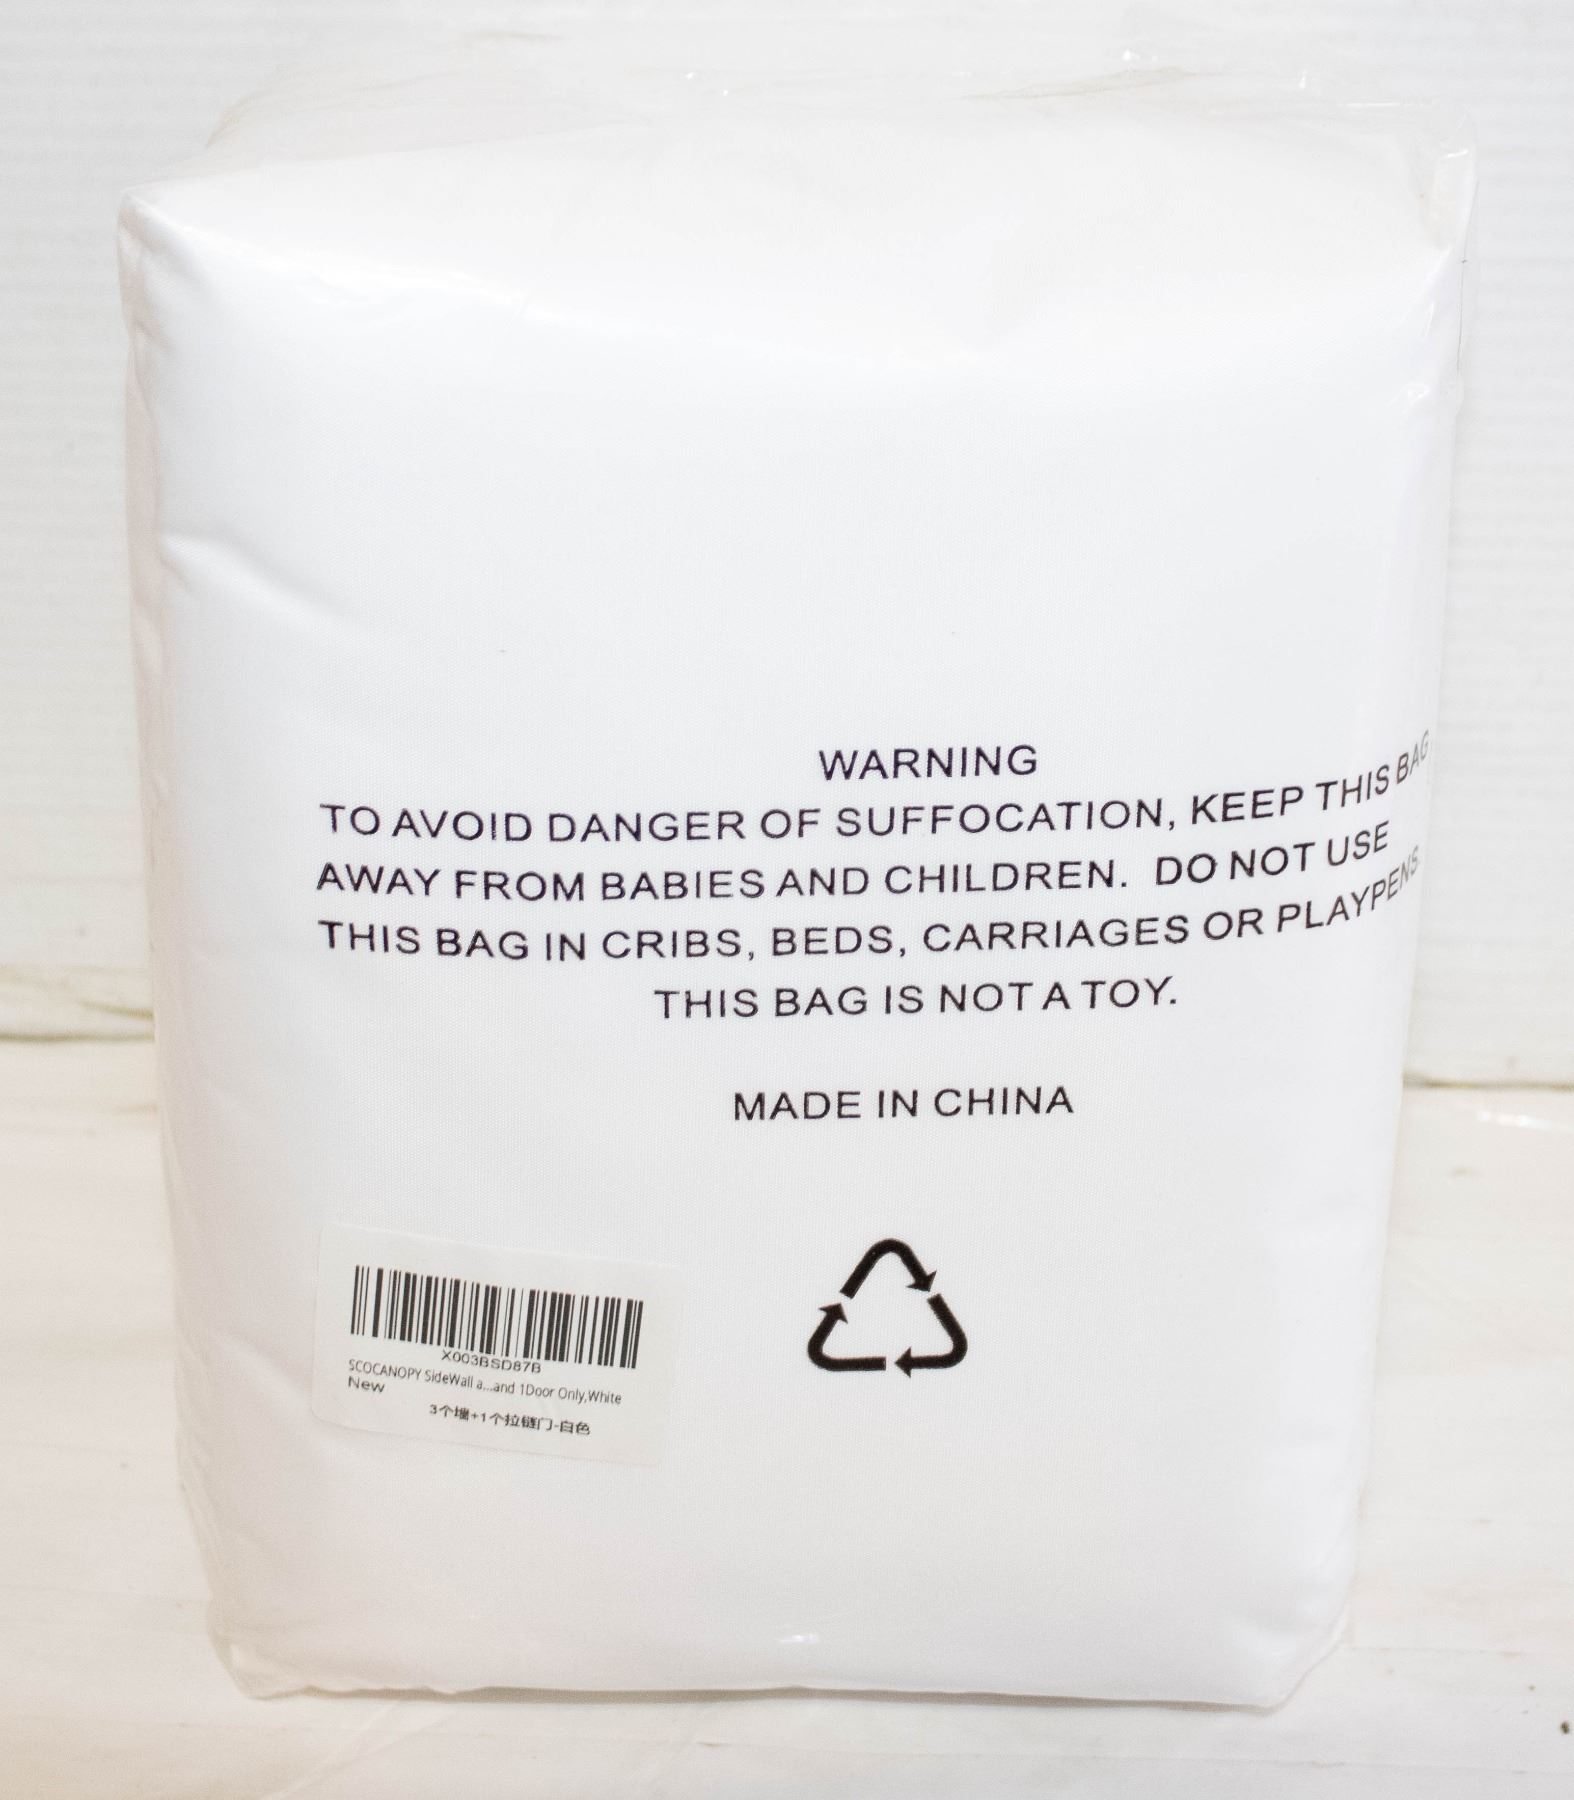 WARNING
TO AVOID DANGER OF SUFFOCATION, KEEP THIS BAG
AWAY FROM BABIES AND CHILDREN. DO NOT USE
THIS BAG IN CRIBS, BEDS, CARRIAGES OR PLAYPENS.
THIS BAG IS NOT A TOY.
MADE IN CHINA
X003BSD87B
SCOCANOPY SideWall a...and 1Door Only,White
New
3个墙+1个拉链门-白色